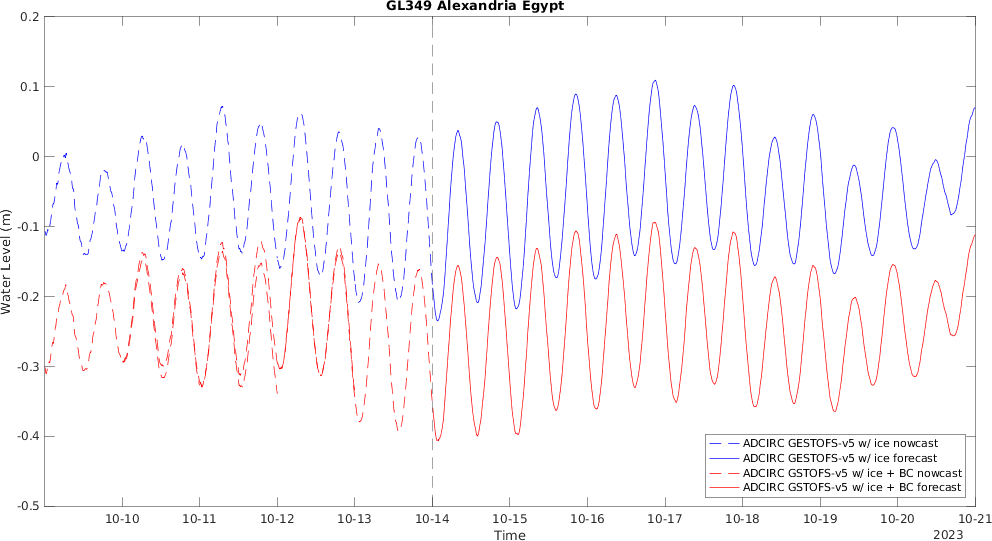 GL349 Alexandria Egypt
0.2
0.1
0
-0.1
-0.2
-0.3
-0.4
-0.5
Water Level (m)
ADCIRC GESTOFS-v5 w/ ice nowcast
ADCIRC GESTOFS-v5 w/ ice forecast
ADCIRC GSTOFS-v5 w/ ice + BC nowcast
ADCIRC GSTOFS-v5 w/ ice + BC forecast
10-10 10-11 10-12 10-13 10-14 10-15 10-16 10-17 10-18 10-19 10-20 10-21
Time
2023